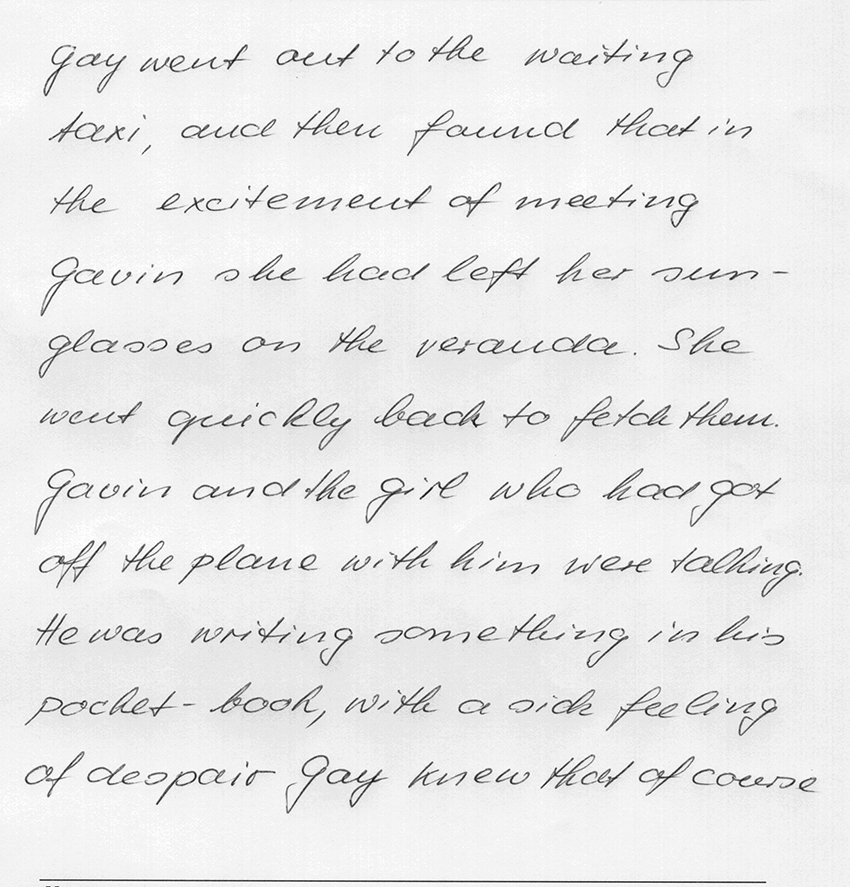 Gay went out to the waiting
taxi, and then found that in
the excitement of meeting
Gavin she had left her sun-
glasses on the veranda. She
went quickly back to fetch them.
Gavin and the girl who had got
off the plane with him were talking.
He was writing something in his
pocket-book, with a sick feeling
of despair Gay knew that of course